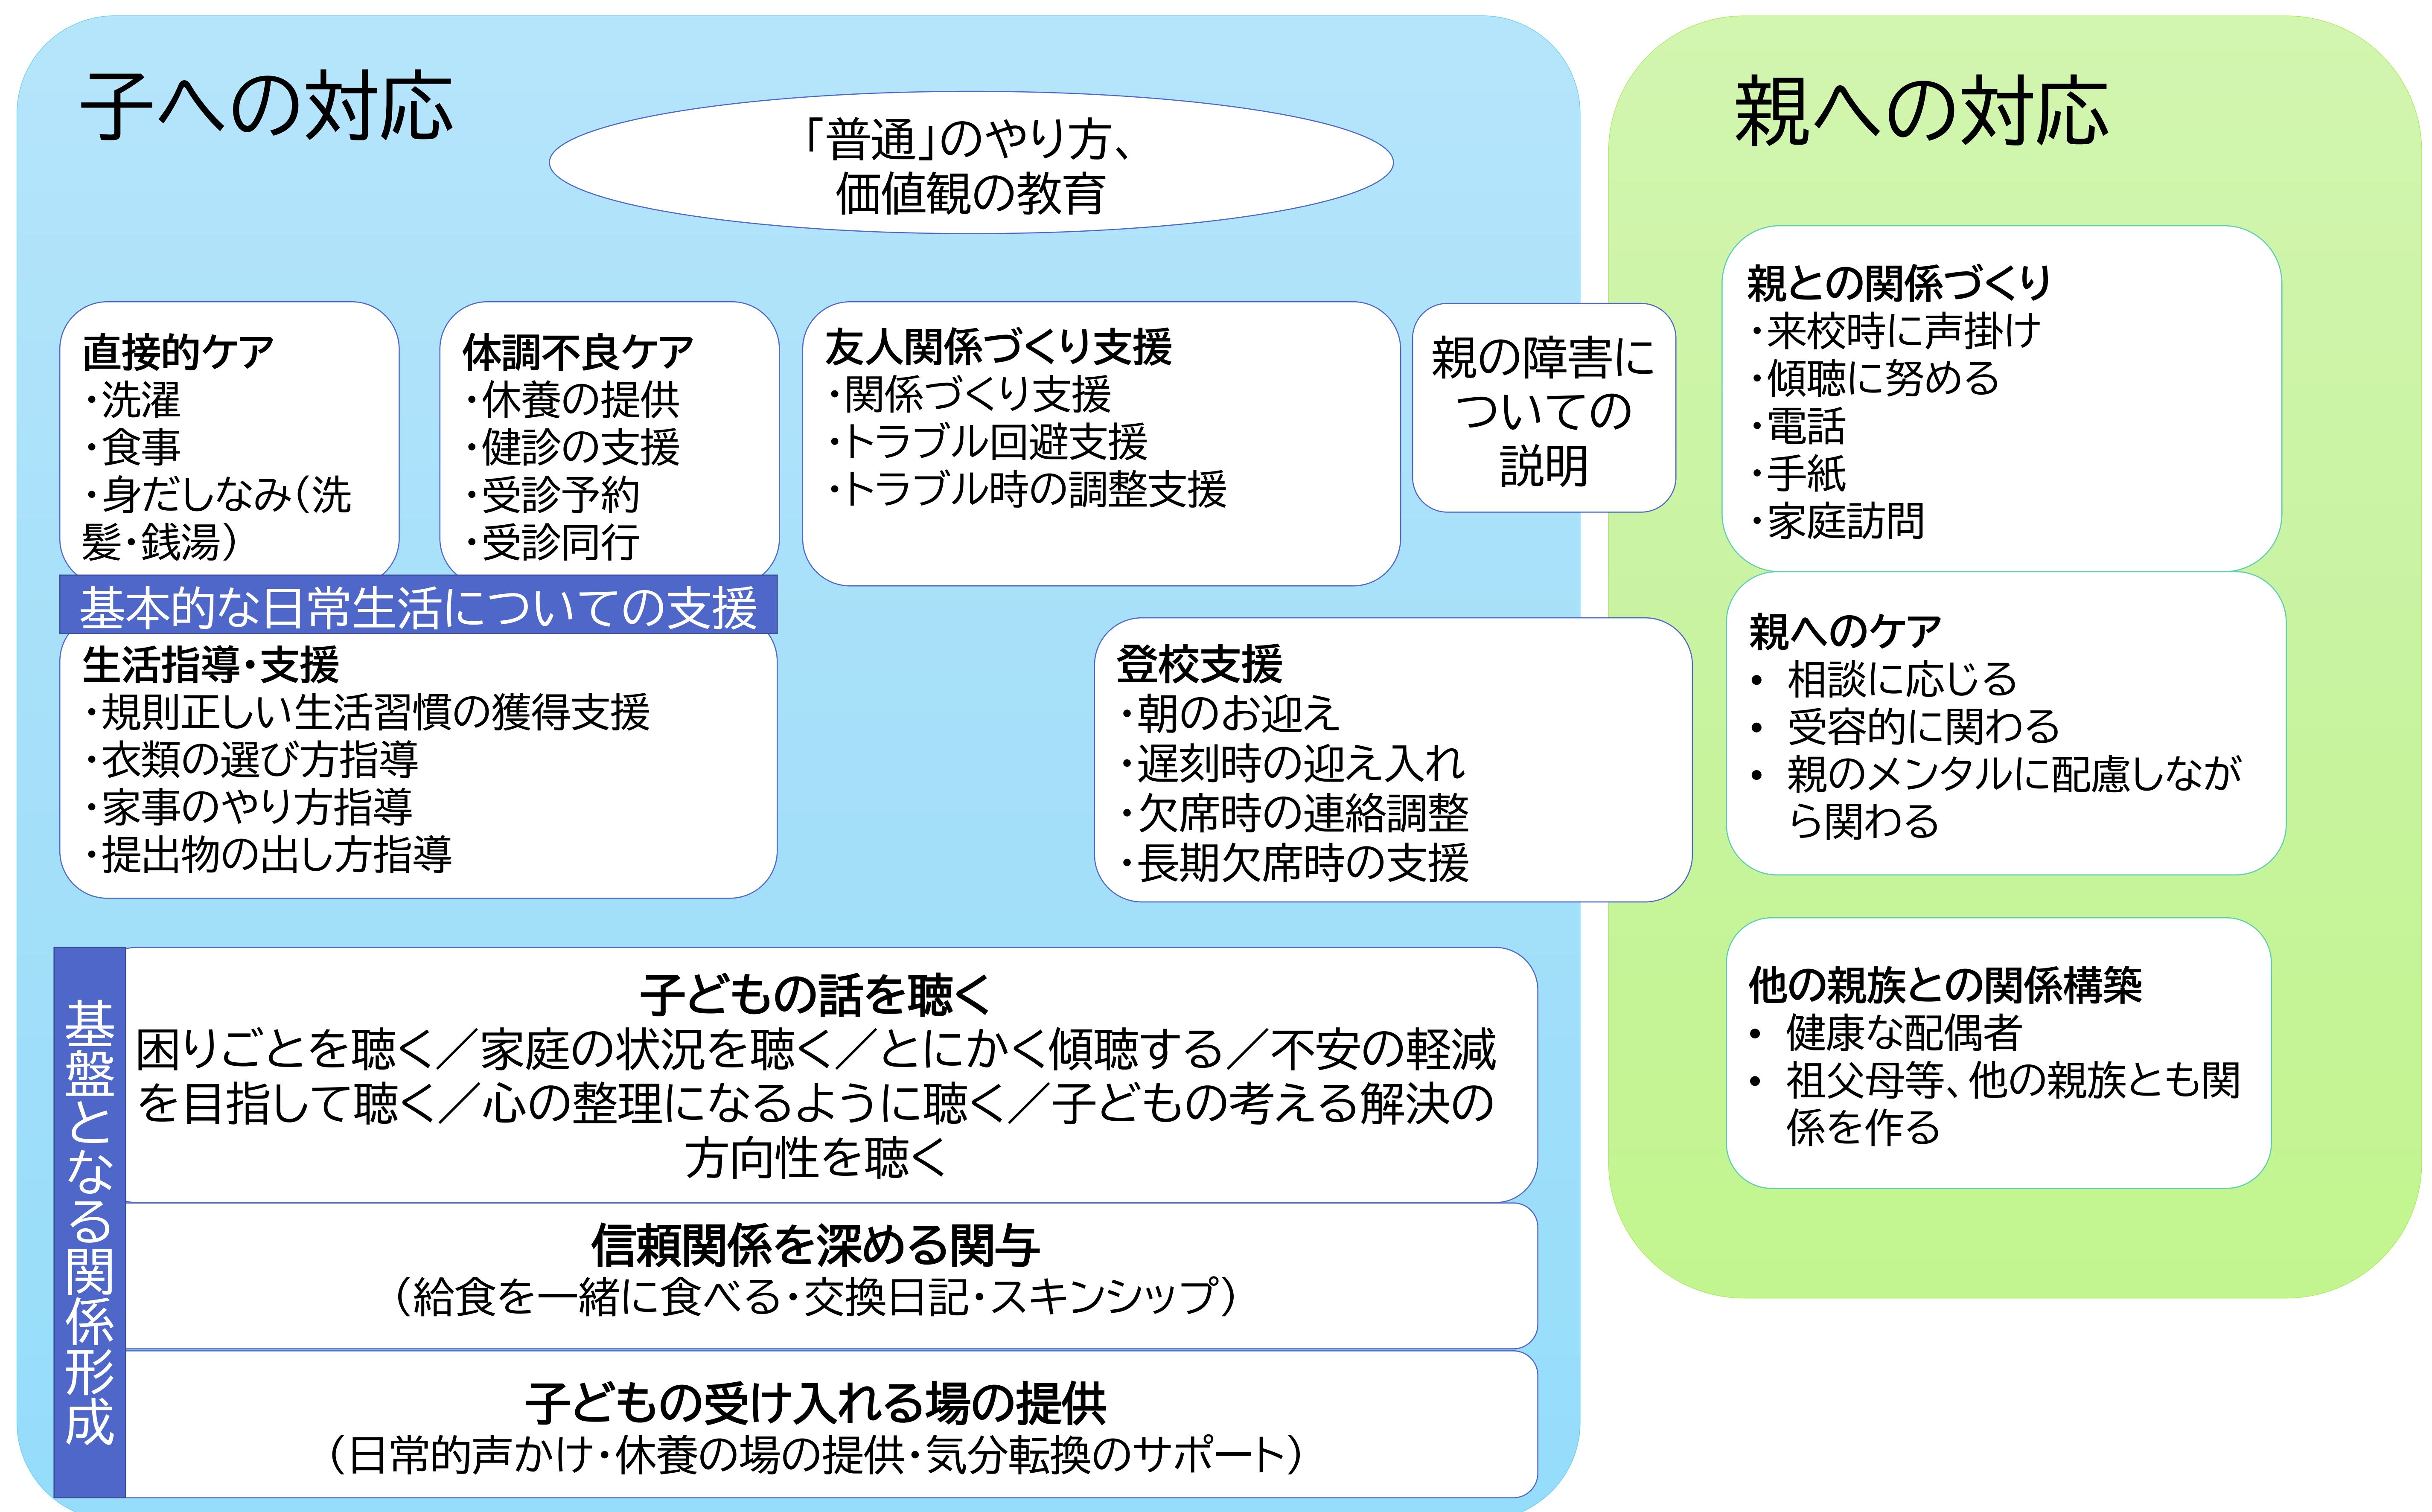 子への対応
「普通」のやり方、
価値観の教育
直接的ケア
・洗濯
・食事
・身だしなみ（洗
髪・銭湯）
体調不良ケア
・休養の提供
・健診の支援
・受診予約
・受診同行
友人関係づくり支援
・関係づくり支援
・トラブル回避支援
・トラブル時の調整支援
親の障害に
ついての
説明
基本的な日常生活についての支援
生活指導・支援
・規則正しい生活習慣の獲得支援
・衣類の選び方指導
・家事のやり方指導
・提出物の出し方指導
登校支援
・朝のお迎え
・遅刻時の迎え入れ
・欠席時の連絡調整
・長期欠席時の支援
基盤となる関係形成
子どもの話を聴く
困りごとを聴く／家庭の状況を聴く／とにかく傾聴する／不安の軽減
を目指して聴く／心の整理になるように聴く／子どもの考える解決の
方向性を聴く
信頼関係を深める関与
（給食を一緒に食べる・交換日記・スキンシップ）
子どもの受け入れる場の提供
（日常的声かけ・休養の場の提供・気分転換のサポート）
親への対応
親との関係づくり
・来校時に声掛け
・傾聴に努める
・電話
・手紙
・家庭訪問
親へのケア
• 相談に応じる
• 受容的に関わる
• 親のメンタルに配慮しなが
ら関わる
他の親族との関係構築
• 健康な配偶者
• 祖父母等、他の親族とも関
係を作る